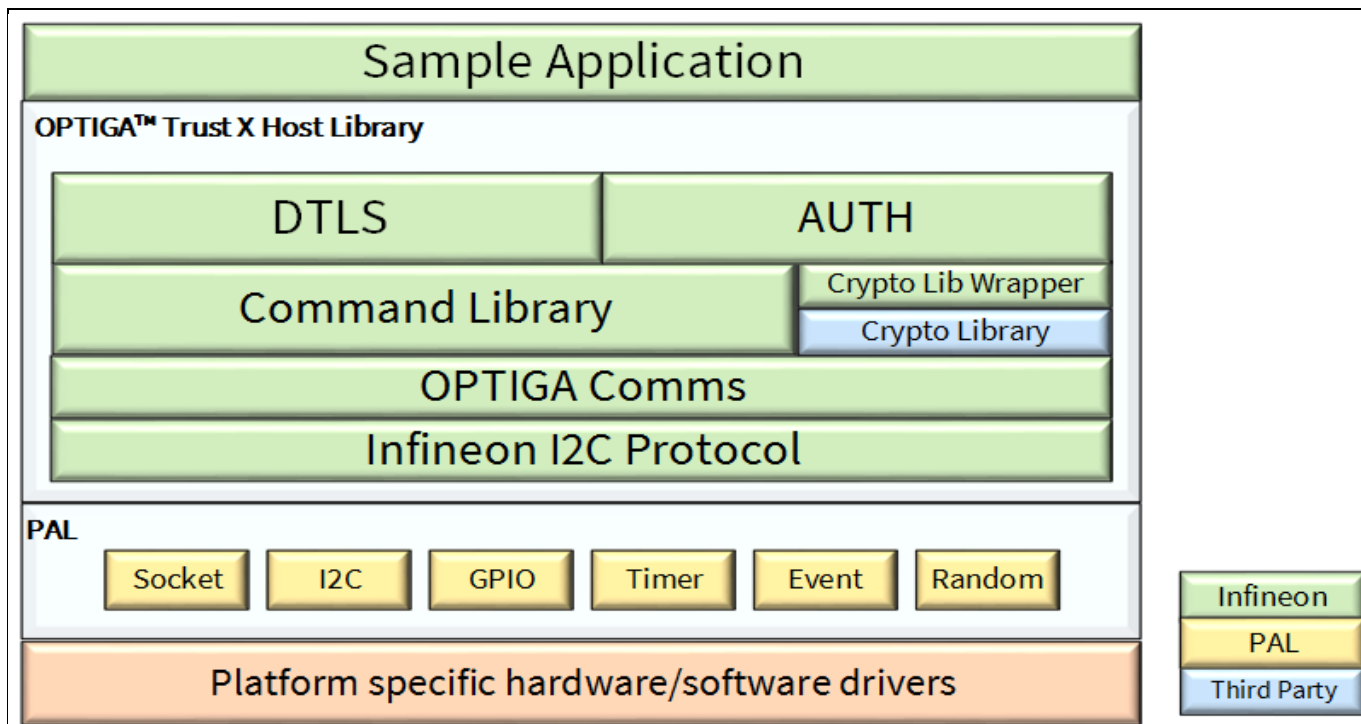 Sample Application
OPTIGA™ Trust X Host Library
DTLS
AUTH
Command Library
Crypto Lib Wrapper
Crypto Library
OPTIGA Comms
Infineon I2C Protocol
PAL
Socket
I2C
GPIO
Timer
Event
Random
Platform specific hardware/software drivers
Infineon
PAL
Third Party